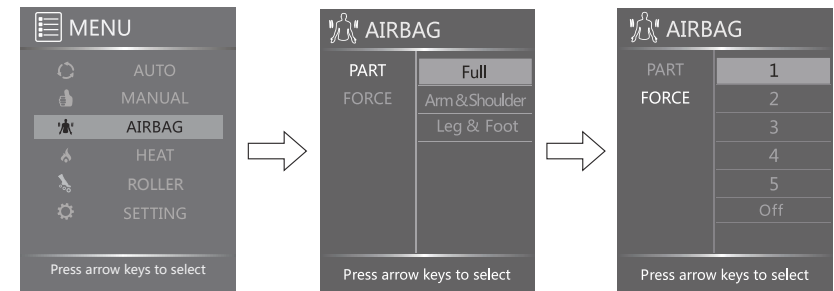 MENU
AUTO
MANUAL
AIRBAG
HEAT
ROLLER
SETTING
Press arrow keys to select
AIRBAG
PART
Full
FORCE
Arm & Shoulder
Leg & Foot
Press arrow keys to select
AIRBAG
PART
1
FORCE
2
3
4
5
Off
Press arrow keys to select